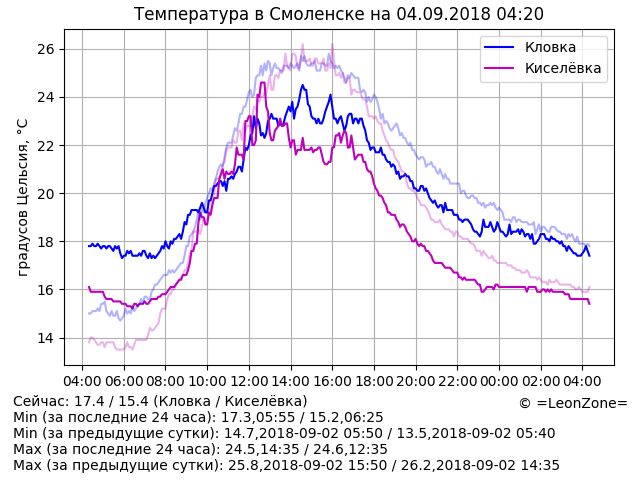 Температура в Смоленске на 04.09.2018 04:20
градусов Цельсия, °C
26
24
22
20
18
16
14
Кловка
Киселёвка
04:00 06:00 08:00 10:00 12:00 14:00 16:00 18:00 20:00 22:00 00:00 02:00 04:00
Сейчас: 17.4 / 15.4 (Кловка / Киселёвка)
© =LeonZone=
Min (за последние 24 часа): 17.3,05:55 / 15.2,06:25
Min (за предыдущие сутки): 14.7,2018-09-02 05:50 / 13.5,2018-09-02 05:40
Max (за последние 24 часа): 24.5,14:35 / 24.6,12:35
Max (за предыдущие сутки): 25.8,2018-09-02 15:50 / 26.2,2018-09-02 14:35